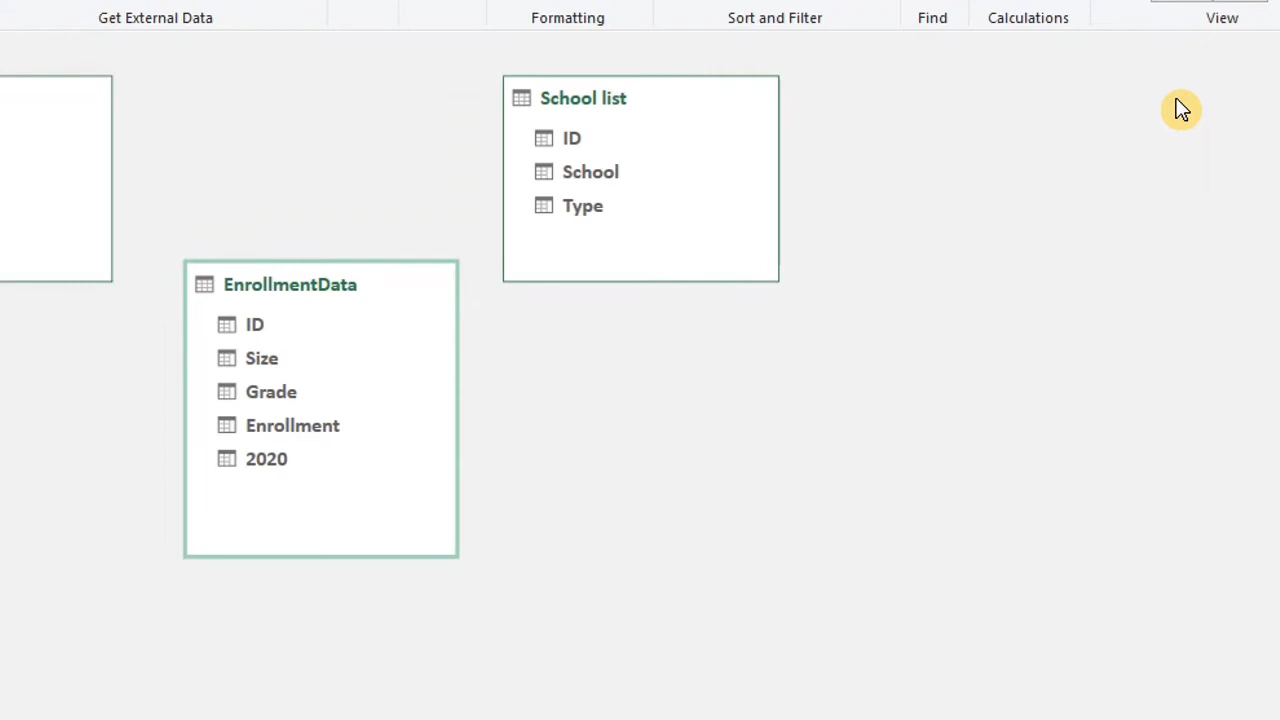 Get External Data
Formatting
Sort and Filter
Find
Calculations
View
School list
ID
School
Type
EnrollmentData
ID
Size
Grade
Enrollment
2020